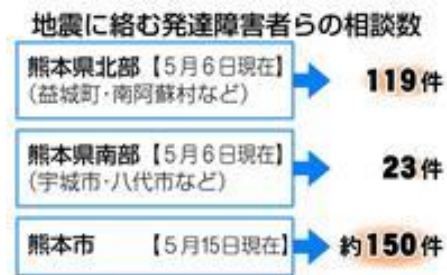 地震に絡む発達障害者らの相談数
熊本県北部【5月6日現在】
(益城町・南阿蘇村など)
119件
熊本県南部【5月6日現在】
(宇城市・八代市など)
23件
熊本市 【5月15日現在】
約150件